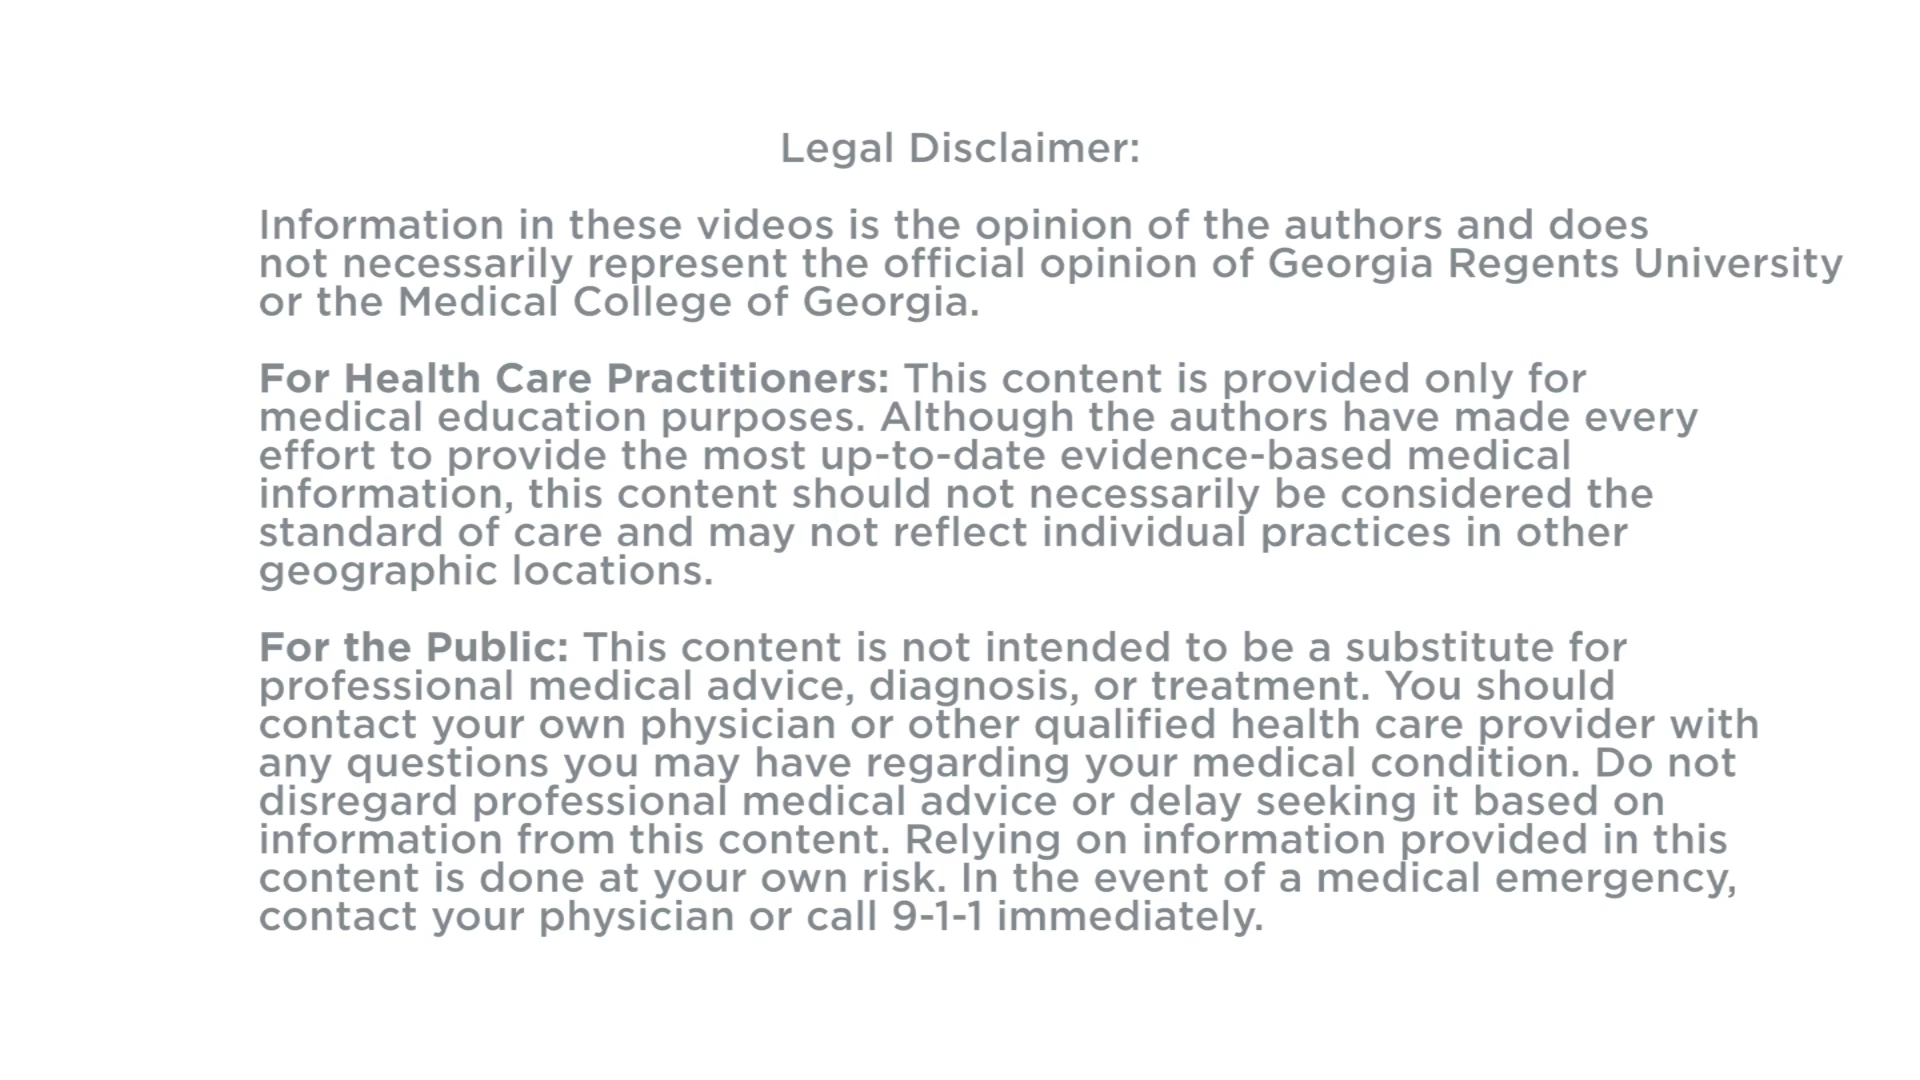 Legal Disclaimer:
Information in these videos is the opinion of the authors and does
not necessarily represent the official opinion of Georgia Regents University
or the Medical College of Georgia.
For Health Care Practitioners: This content is provided only for
medical education purposes. Although the authors have made every
effort to provide the most up-to-date evidence-based medical
information, this content should not necessarily be considered the
standard of care and may not reflect individual practices in other
geographic locations.
For the Public: This content is not intended to be a substitute for
professional medical advice, diagnosis, or treatment. You should
contact your own physician or other qualified health care provider with
any questions you may have regarding your medical condition. Do not
disregard professional medical advice or delay seeking it based on
information from this content. Relying on information provided in this
content is done at your own risk. In the event of a medical emergency,
contact your physician or call 9-1-1 immediately.